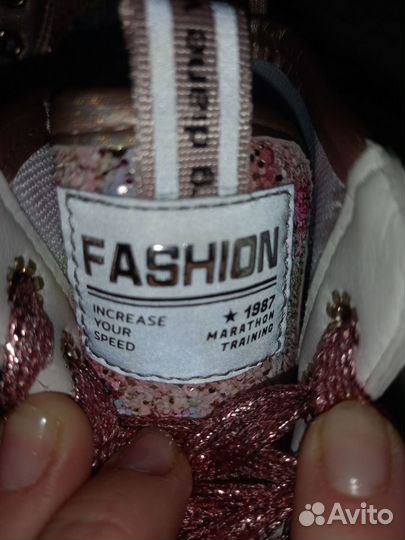 FASHION
INCREASE
YOUR
SPEED
★ 1987
MARATHON
TRAINING
Avito